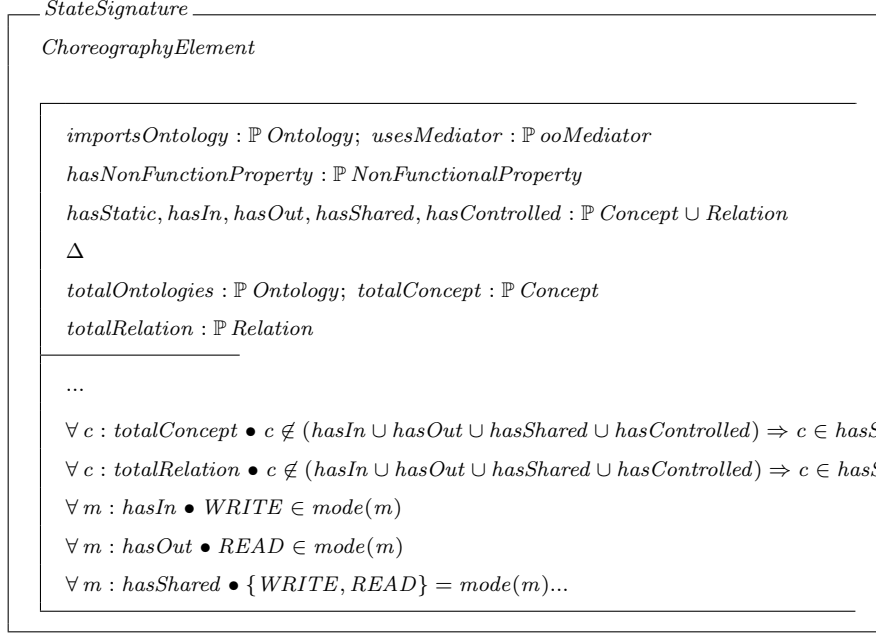 StateSignature
ChoreographyElement
importsOntology : ℙ Ontology; usesMediator : ℙ ooMediator
hasNonFunctionProperty : ℙ NonFunctionalProperty
hasStatic, hasIn, hasOut, hasShared, hasControlled : ℙ Concept ∪ Relation
Δ
totalOntologies : ℙ Ontology; totalConcept : ℙ Concept
totalRelation : ℙ Relation
...
∀ c : totalConcept • c ∉ (hasIn ∪ hasOut ∪ hasShared ∪ hasControlled) ⇒ c ∈ hasS
∀ c : totalRelation • c ∉ (hasIn ∪ hasOut ∪ hasShared ∪ hasControlled) ⇒ c ∈ hasS
∀ m : hasIn • WRITE ∈ mode(m)
∀ m : hasOut • READ ∈ mode(m)
∀ m : hasShared • {WRITE, READ} = mode(m)...